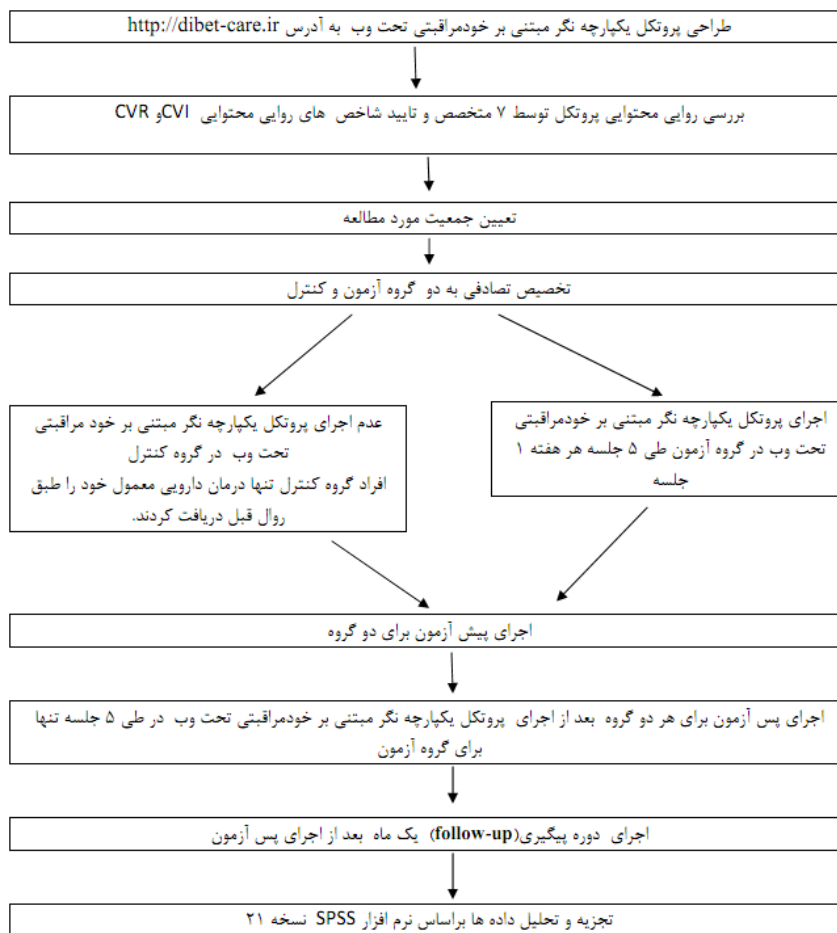 طراحی پروتکل یکپارچه نگر مبتنی بر خودمراقبتی تحت وب به آدرس http://dibet-care.ir
بررسی روایی محتوایی پروتکل توسط ۷ متخصص و تایید شاخص های روایی محتوایی CVI و CVR
تعیین جمعیت مورد مطالعه
تخصیص تصادفی به دو گروه آزمون و کنترل
اجرای پروتکل یکپارچه نگر مبتنی بر خودمراقبتی
تحت وب در گروه آزمون طی ۵ جلسه هر هفته ۱
جلسه
عدم اجرای پروتکل یکپارچه نگر مبتنی بر خود مراقبتی
تحت وب در گروه کنترل
افراد گروه کنترل تنها درمان دارویی معمول خود را طبق
روال قبل دریافت کردند.
اجرای پیش آزمون برای دو گروه
اجرای پس آزمون برای هر دو گروه بعد از اجرای پروتکل یکپارچه نگر مبتنی بر خودمراقبتی تحت وب در طی ۵ جلسه تنها
برای گروه آزمون
اجرای دوره پیگیری(follow-up) یک ماه بعد از اجرای پس آزمون
تجزیه و تحلیل داده ها براساس نرم افزار SPSS نسخه ۲۱